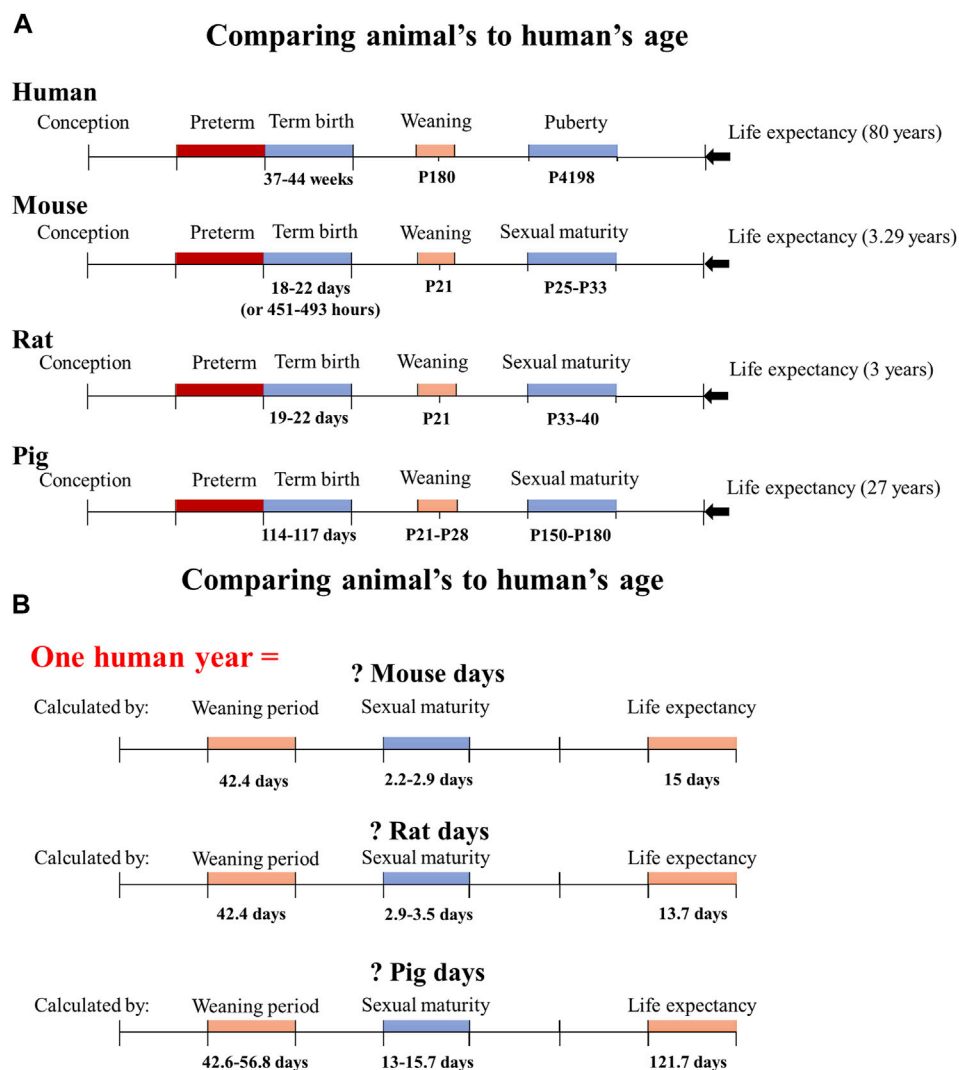 A
Comparing animal's to human's age
Human
Conception Preterm Term birth Weaning Puberty Life expectancy (80 years)
37-44 weeks P180 P4198
Mouse
Conception Preterm Term birth Weaning Sexual maturity Life expectancy (3.29 years)
18-22 days P21 P25-P33
(or 451-493 hours)
Rat
Conception Preterm Term birth Weaning Sexual maturity Life expectancy (3 years)
19-22 days P21 P33-40
Pig
Conception Preterm Term birth Weaning Sexual maturity Life expectancy (27 years)
114-117 days P21-P28 P150-P180
Comparing animal's to human's age
B
One human year =
? Mouse days
Calculated by: Weaning period Sexual maturity Life expectancy
42.4 days 2.2-2.9 days 15 days
? Rat days
Calculated by: Weaning period Sexual maturity Life expectancy
42.4 days 2.9-3.5 days 13.7 days
? Pig days
Calculated by: Weaning period Sexual maturity Life expectancy
42.6-56.8 days 13-15.7 days 121.7 days